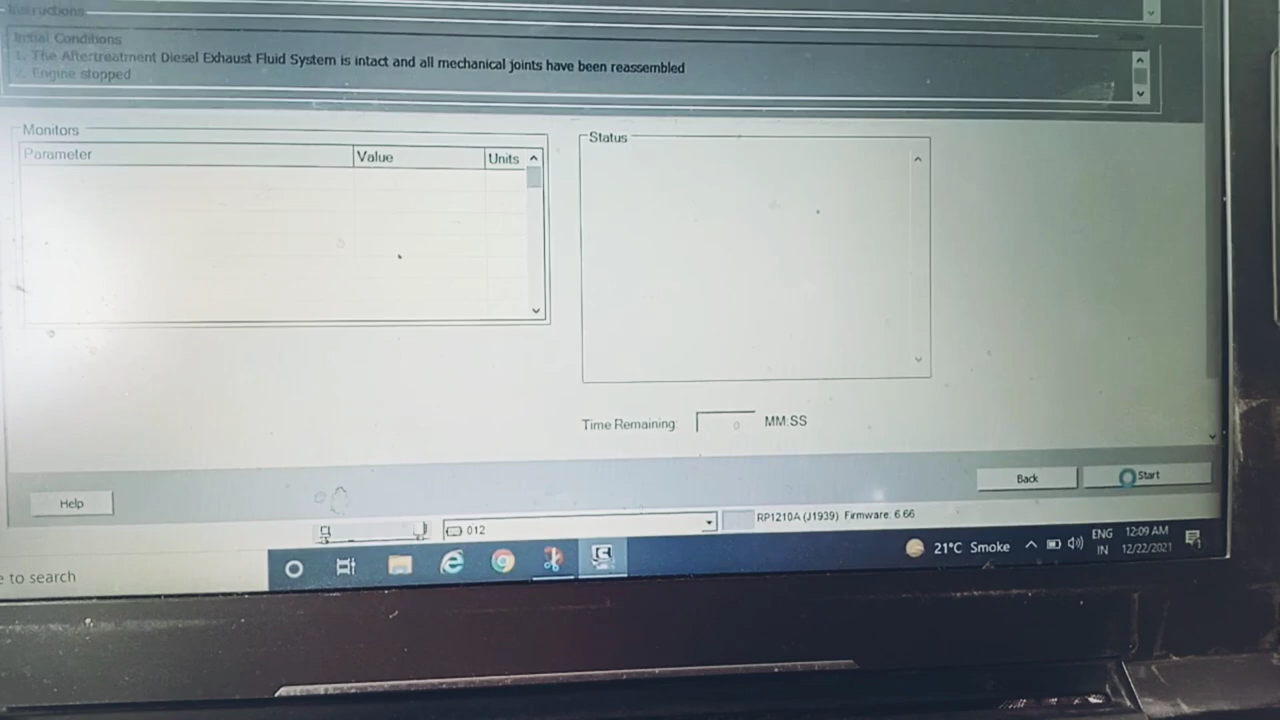 Instructions
Initial Conditions
1. The Aftertreatment Diesel Exhaust Fluid System is intact and all mechanical joints have been reassembled
2. Engine stopped
Monitors
Parameter Value Units
Status
Time Remaining: 0 MM:SS
Help
Back
Start
012
RP1210A (J1939) Firmware: 6.66
e to search
21°C Smoke
ENG
IN
12:09 AM
12/22/2021